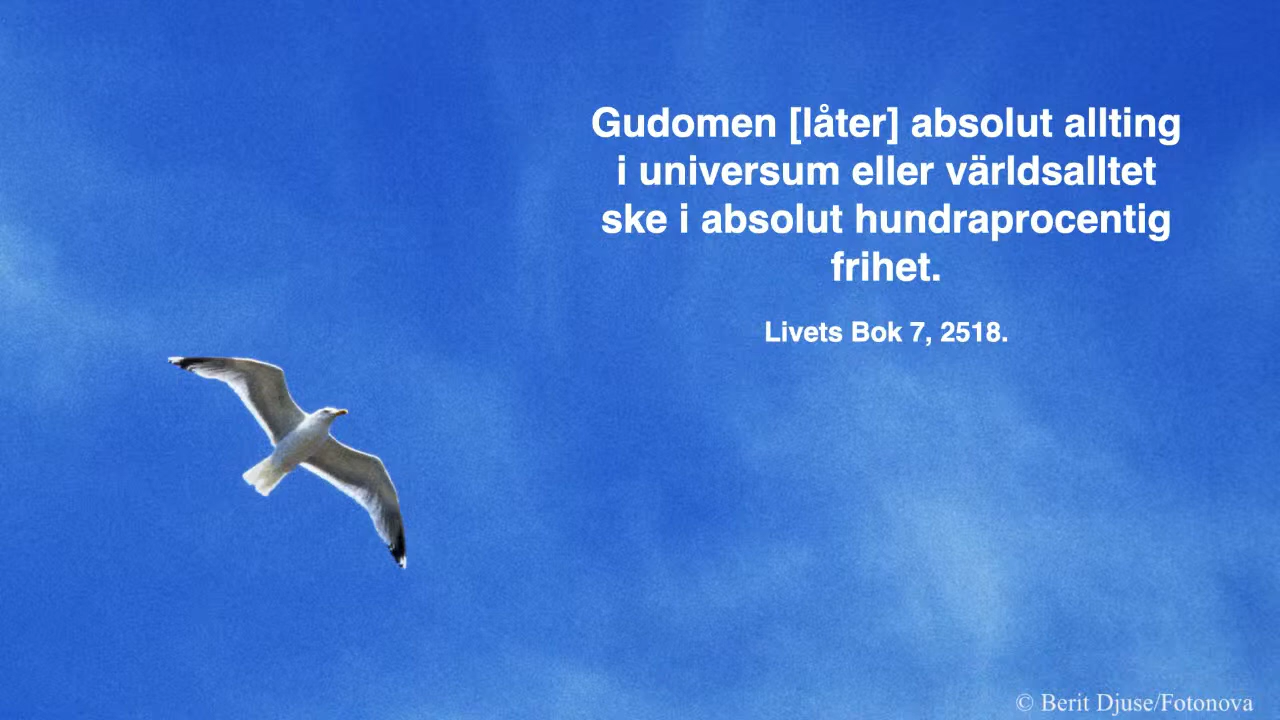 Gudomen [låter] absolut allting
i universum eller världsalltet
ske i absolut hundraprocentig
frihet.
Livets Bok 7, 2518.
© Berit Djuse/Fotonova